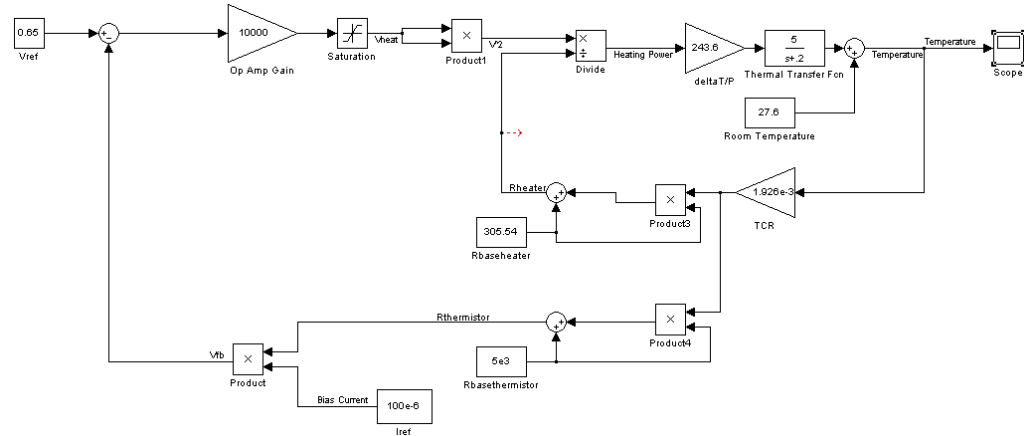 0.65
Vref
+
−
10000
Op Amp Gain
Saturation
Vheat
×
Product1
V^2
×
÷
Divide
Heating Power
243.6
deltaT/P
5
s+.2
Thermal Transfer Fcn
+
+
Temperature
Temperature
Scope
27.6
Room Temperature
1.926e-3
TCR
×
Product3
Rheater
+
+
305.54
Rbaseheater
×
Product4
Rthermistor
+
+
5e3
Rbasethermistor
Vfb
×
Product
Bias Current
100e-6
Iref